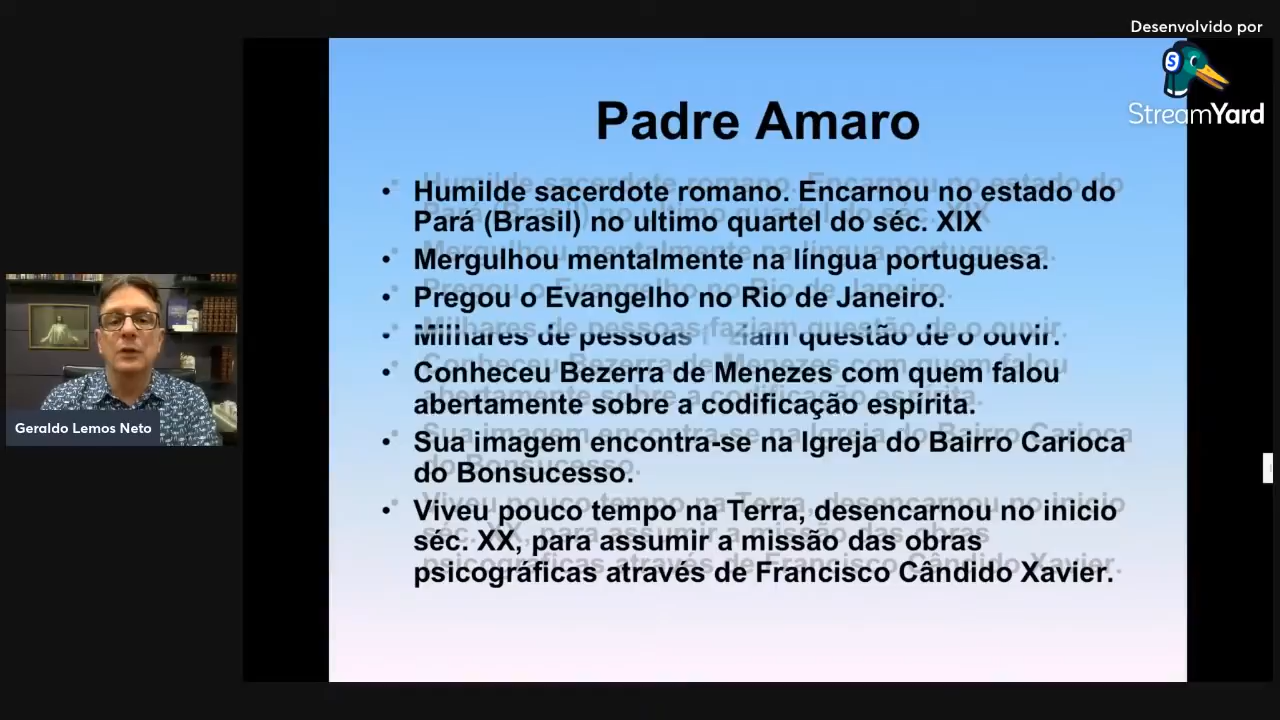 Desenvolvido por
StreamYard
Padre Amaro
• Humilde sacerdote romano. Encarnou no estado do
Pará (Brasil) no ultimo quartel do séc. XIX
• Mergulhou mentalmente na língua portuguesa.
• Pregou o Evangelho no Rio de Janeiro.
• Milhares de pessoas faziam questão de o ouvir.
• Conheceu Bezerra de Menezes com quem falou
abertamente sobre a codificação espírita.
• Sua imagem encontra-se na Igreja do Bairro Carioca
do Bonsucesso.
• Viveu pouco tempo na Terra, desencarnou no inicio
séc. XX, para assumir a missão das obras
psicográficas através de Francisco Cândido Xavier.
Geraldo Lemos Neto